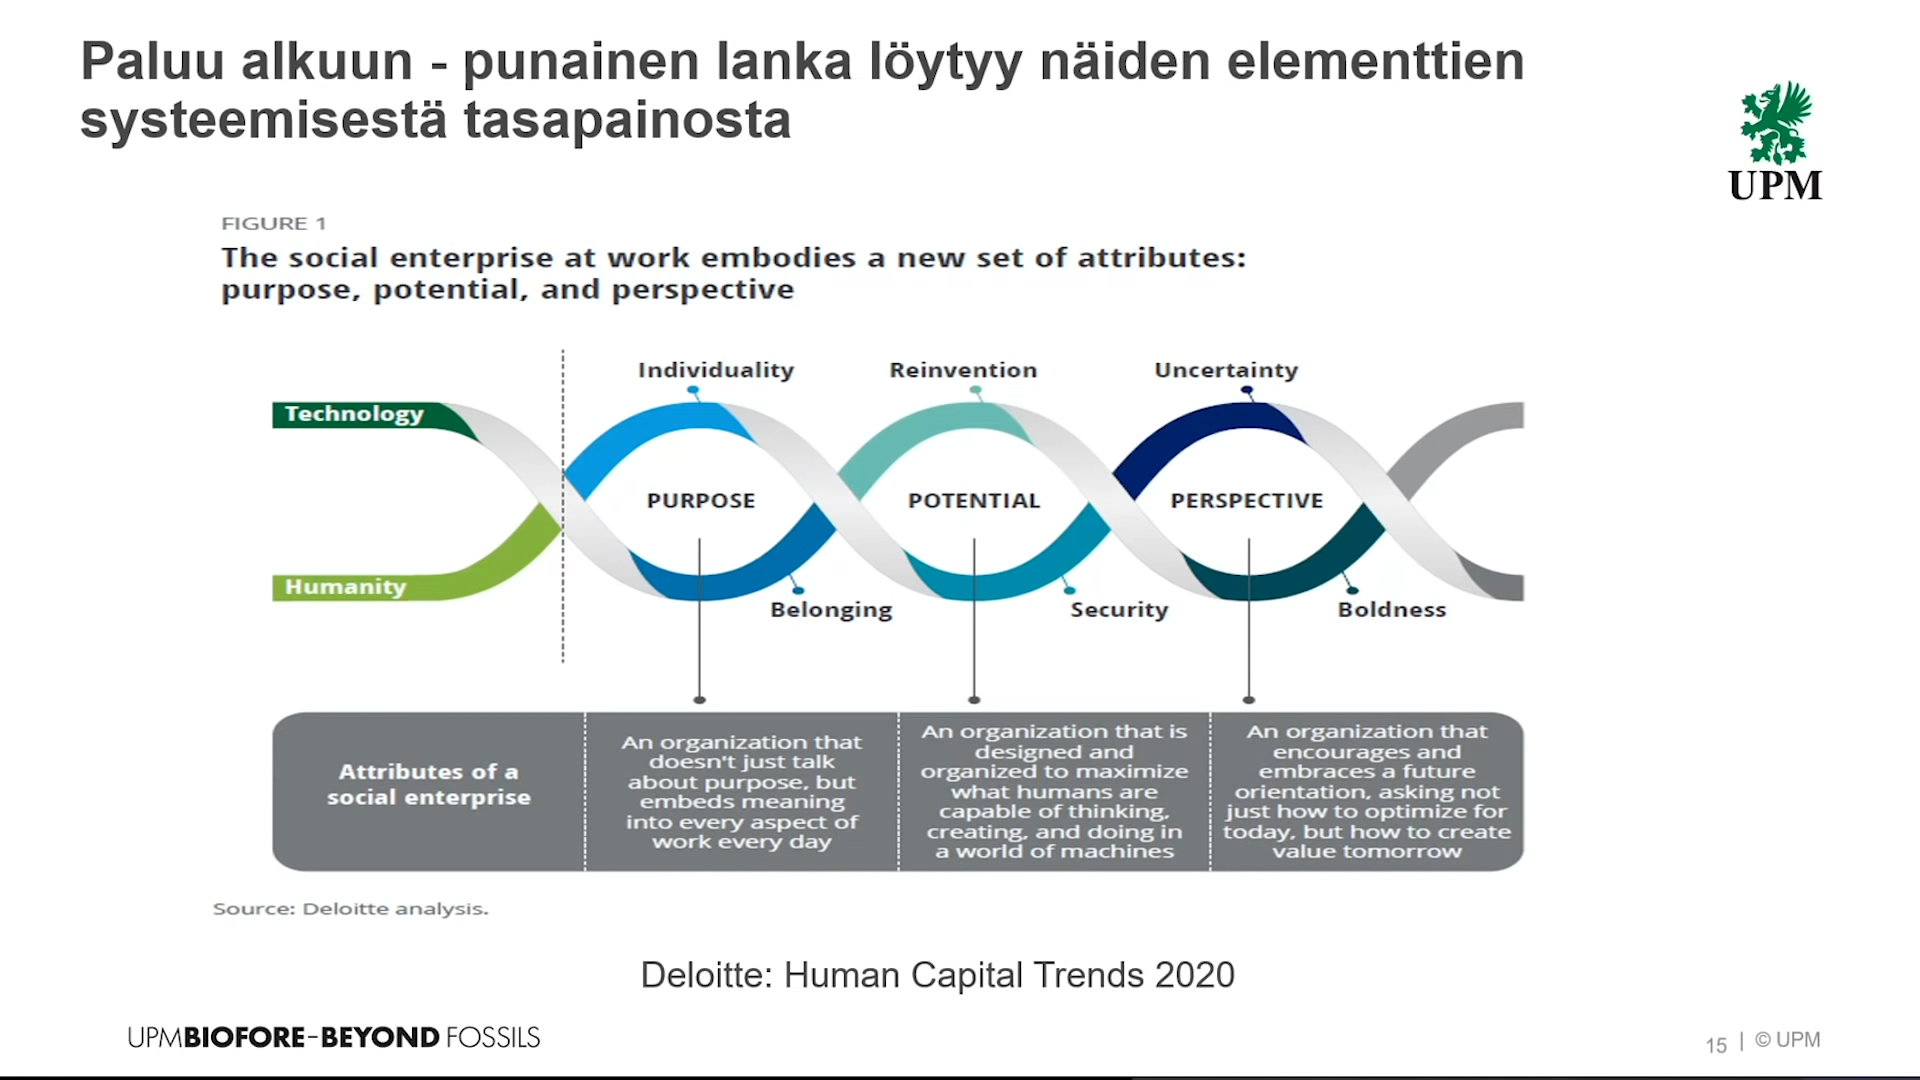 Paluu alkuun - punainen lanka löytyy näiden elementtien
systeemisestä tasapainosta
UPM
FIGURE 1
The social enterprise at work embodies a new set of attributes:
purpose, potential, and perspective
Individuality
Reinvention
Uncertainty
Technology
PURPOSE
POTENTIAL
PERSPECTIVE
Humanity
Belonging
Security
Boldness
Attributes of a
social enterprise
An organization that
doesn't just talk
about purpose, but
embeds meaning
into every aspect of
work every day
An organization that is
designed and
organized to maximize
what humans are
capable of thinking,
creating, and doing in
a world of machines
An organization that
encourages and
embraces a future
orientation, asking not
just how to optimize for
today, but how to create
value tomorrow
Source: Deloitte analysis.
Deloitte: Human Capital Trends 2020
UPMBIOFORE–BEYOND FOSSILS
15 | © UPM